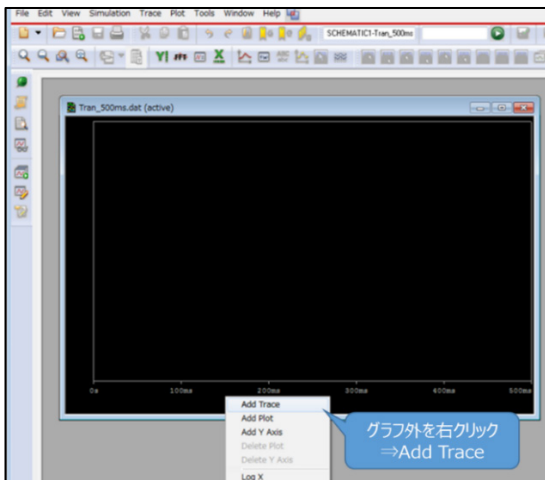 File Edit View Simulation Trace Plot Tools Window Help
SCHEMATIC1-Tran_500ms
Tran_500ms.dat (active)
0s 100ms 200ms 300ms 400ms 500ms
Add Trace
Add Plot
Add Y Axis
Delete Plot
Delete Y Axis
Log X
グラフ外を右クリック
⇒Add Trace